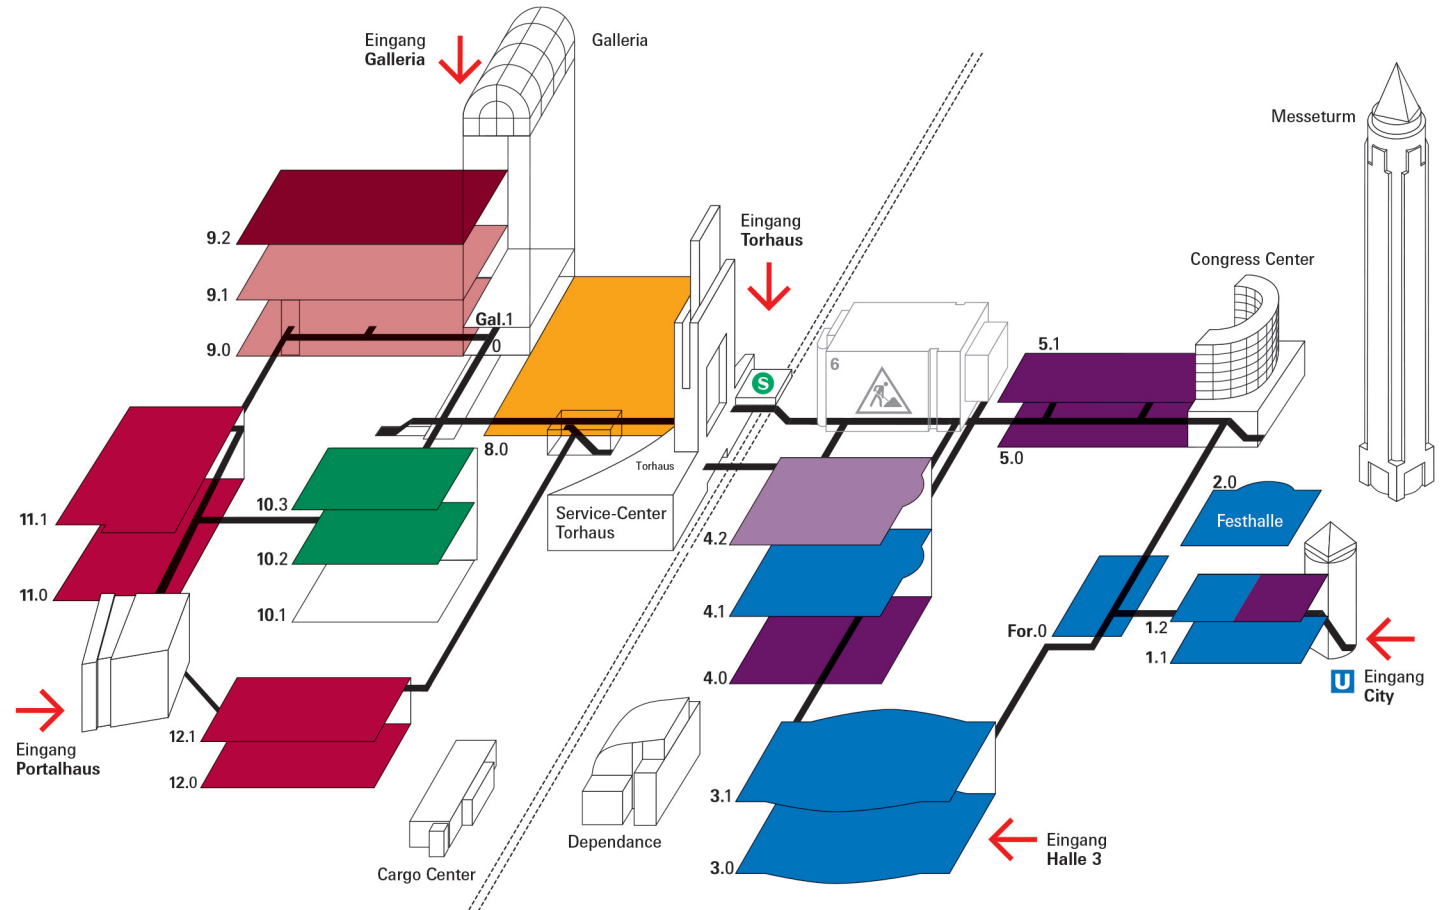 Eingang
Galleria
Galleria
Messeturm
Eingang
Torhaus
9.2
Congress Center
9.1
Gal.1
0
9.0
5.1
6
S
8.0
5.0
Torhaus
2.0
Festhalle
10.3
Service-Center
Torhaus
11.1
10.2
4.2
11.0
10.1
4.1
For.0
1.2
1.1
4.0
U
Eingang
City
Eingang
Portalhaus
12.1
12.0
3.1
Dependance
Eingang
Halle 3
3.0
Cargo Center